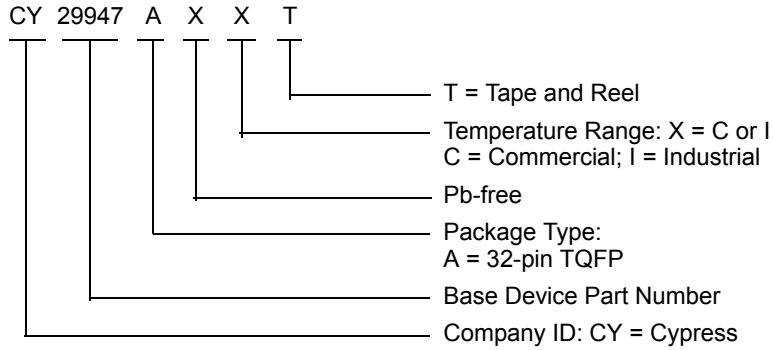 CY 29947 A X X T
T = Tape and Reel
Temperature Range: X = C or I
C = Commercial; I = Industrial
Pb-free
Package Type:
A = 32-pin TQFP
Base Device Part Number
Company ID: CY = Cypress